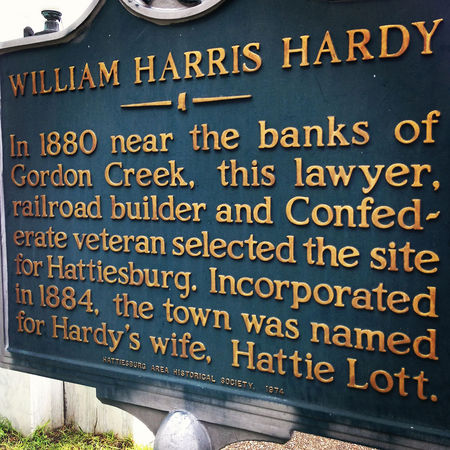 WILLIAM HARRIS HARDY
In 1880 near the banks of
Gordon Creek, this lawyer,
railroad builder and Confed-
erate veteran selected the site
for Hattiesburg. Incorporated
in 1884, the town was named
for Hardy's wife, Hattie Lott.
HATTIESBURG AREA HISTORICAL SOCIETY, 1974